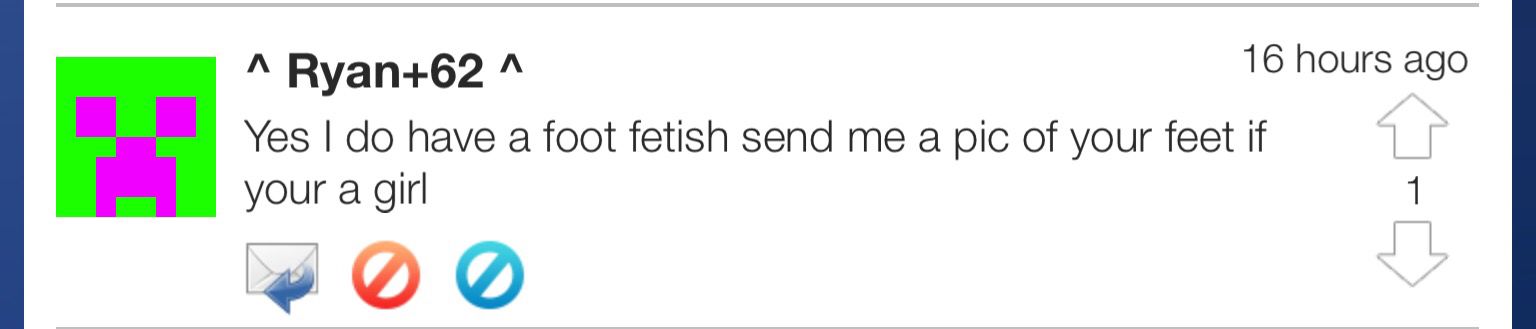 ^ Ryan+62 ^
16 hours ago
Yes I do have a foot fetish send me a pic of your feet if
your a girl
1